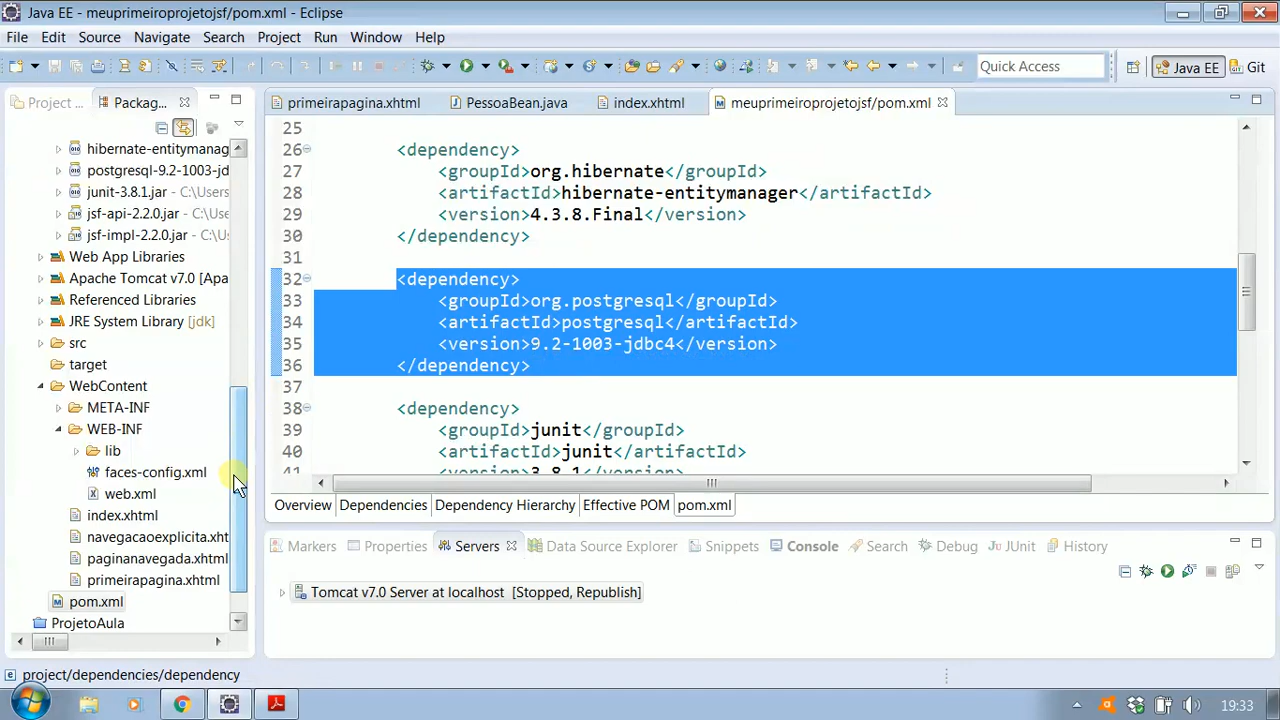 Java EE - meuprimeiroprojetojsf/pom.xml - Eclipse
File Edit Source Navigate Search Project Run Window Help
Quick Access
Java EE
Git
Project ...
Packag...
primeirapagina.xhtml
PessoaBean.java
index.xhtml
meuprimeiroprojetojsf/pom.xml
hibernate-entitymanag
postgresql-9.2-1003-jd
junit-3.8.1.jar - C:\Users
jsf-api-2.2.0.jar - C:\Us
jsf-impl-2.2.0.jar - C:\U
Web App Libraries
Apache Tomcat v7.0 [Apa
Referenced Libraries
JRE System Library [jdk]
src
target
WebContent
META-INF
WEB-INF
lib
faces-config.xml
web.xml
index.xhtml
navegacaoexplicita.xht
paginanavegada.xhtml
primeirapagina.xhtml
pom.xml
ProjetoAula
25
26 <dependency>
27 <groupId>org.hibernate</groupId>
28 <artifactId>hibernate-entitymanager</artifactId>
29 <version>4.3.8.Final</version>
30 </dependency>
31
32 <dependency>
33 <groupId>org.postgresql</groupId>
34 <artifactId>postgresql</artifactId>
35 <version>9.2-1003-jdbc4</version>
36 </dependency>
37
38 <dependency>
39 <groupId>junit</groupId>
40 <artifactId>junit</artifactId>
41 <version>3.8.1</version>
Overview Dependencies Dependency Hierarchy Effective POM pom.xml
Markers Properties Servers Data Source Explorer Snippets Console Search Debug JUnit History
Tomcat v7.0 Server at localhost [Stopped, Republish]
project/dependencies/dependency
19:33